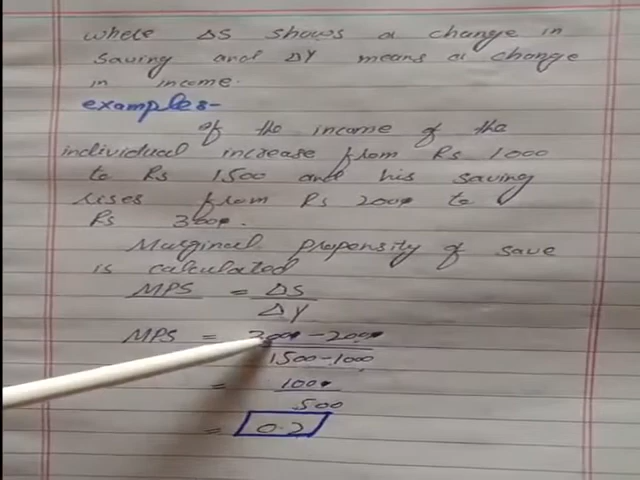 where ΔS shows a change in
saving and ΔY means a change
in income.
examples-
of the income of the
individual increase from Rs 1000
to Rs 1500 and his saving
rises from Rs 200 to
Rs 300.
Marginal propensity of save
is calculated
MPS = ΔS
ΔY
MPS = 300 - 200
1500-1000
= 100
500
= 0.2